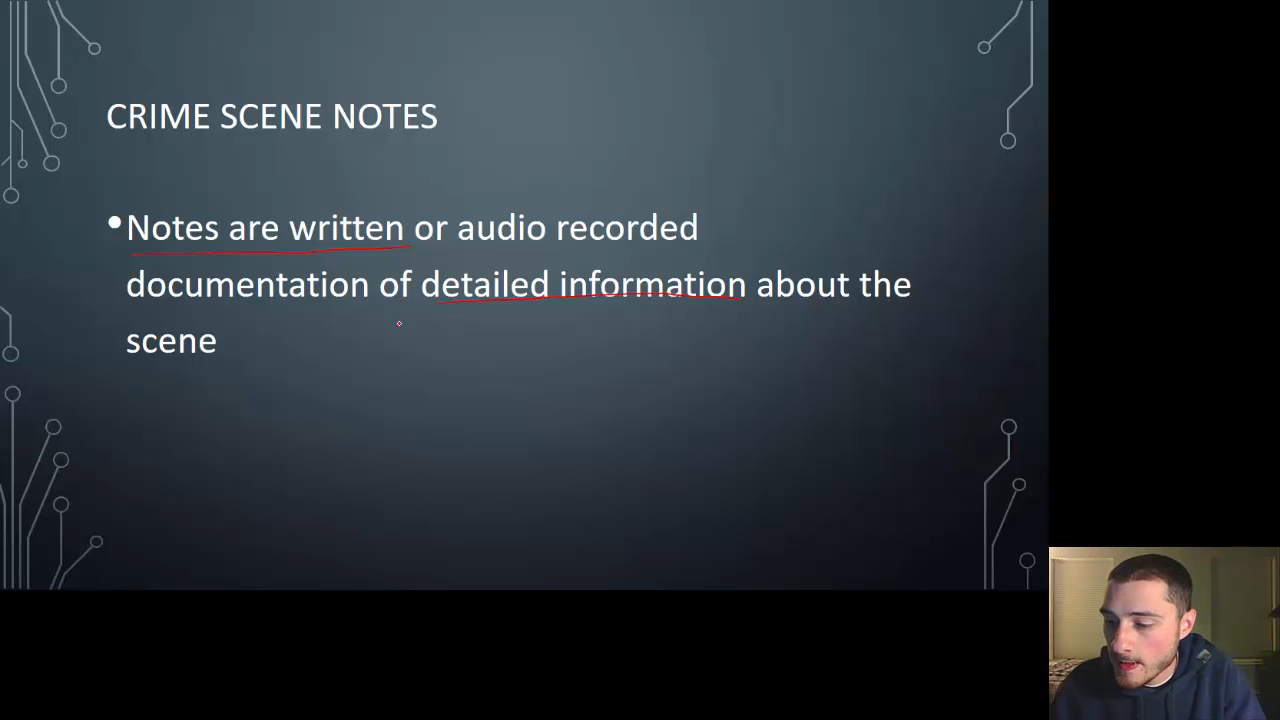 CRIME SCENE NOTES
•Notes are written or audio recorded
documentation of detailed information about the
scene